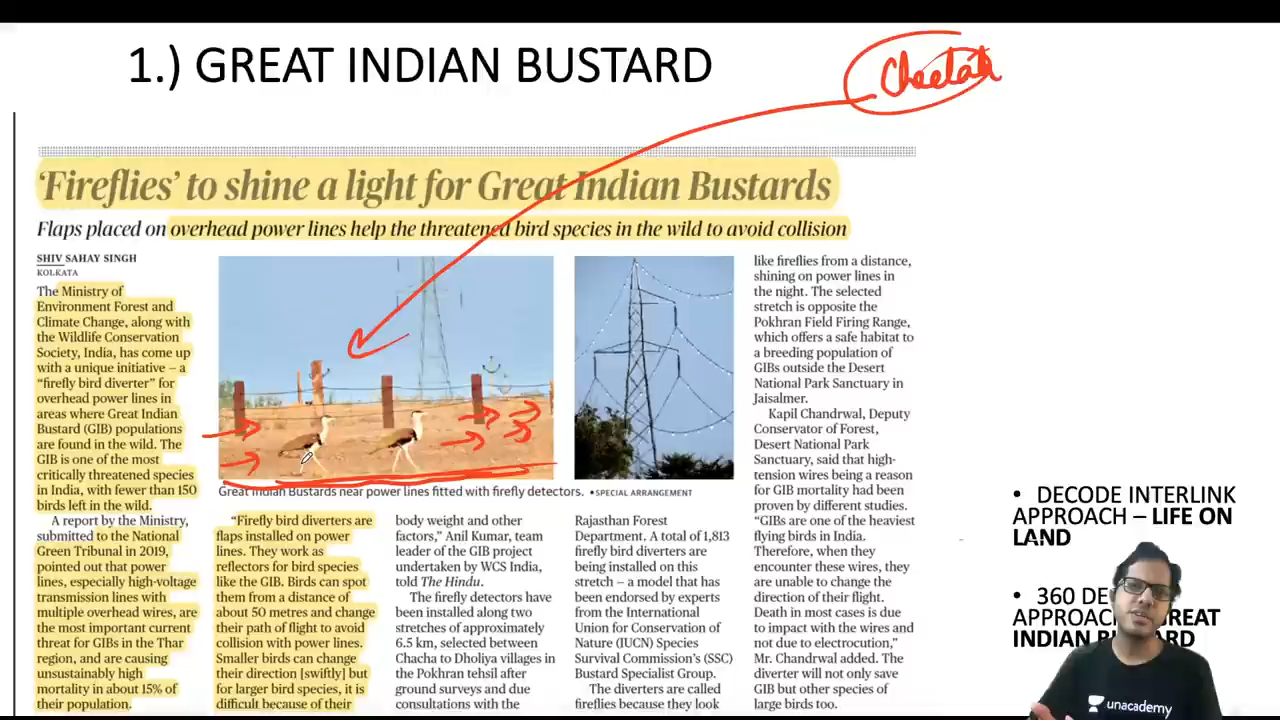 1.) GREAT INDIAN BUSTARD
Cheetah
‘Fireflies’ to shine a light for Great Indian Bustards
Flaps placed on overhead power lines help the threatened bird species in the wild to avoid collision
SHIV SAHAY SINGH
KOLKATA
The Ministry of
Environment Forest and
Climate Change, along with
the Wildlife Conservation
Society, India, has come up
with a unique initiative – a
“firefly bird diverter” for
overhead power lines in
areas where Great Indian
Bustard (GIB) populations
are found in the wild. The
GIB is one of the most
critically threatened species
in India, with fewer than 150
birds left in the wild.
A report by the Ministry,
submitted to the National
Green Tribunal in 2019,
pointed out that power
lines, especially high-voltage
transmission lines with
multiple overhead wires, are
the most important current
threat for GIBs in the Thar
region, and are causing
unsustainably high
mortality in about 15% of
their population.
Great Indian Bustards near power lines fitted with firefly detectors. •SPECIAL ARRANGEMENT
“Firefly bird diverters are
flaps installed on power
lines. They work as
reflectors for bird species
like the GIB. Birds can spot
them from a distance of
about 50 metres and change
their path of flight to avoid
collision with power lines.
Smaller birds can change
their direction [swiftly] but
for larger bird species, it is
difficult because of their
body weight and other
factors,” Anil Kumar, team
leader of the GIB project
undertaken by WCS India,
told The Hindu.
The firefly detectors have
been installed along two
stretches of approximately
6.5 km, selected between
Chacha to Dholiya villages in
the Pokhran tehsil after
ground surveys and due
consultations with the
Rajasthan Forest
Department. A total of 1,813
firefly bird diverters are
being installed on this
stretch – a model that has
been endorsed by experts
from the International
Union for Conservation of
Nature (IUCN) Species
Survival Commission’s (SSC)
Bustard Specialist Group.
The diverters are called
fireflies because they look
like fireflies from a distance,
shining on power lines in
the night. The selected
stretch is opposite the
Pokhran Field Firing Range,
which offers a safe habitat to
a breeding population of
GIBs outside the Desert
National Park Sanctuary in
Jaisalmer.
Kapil Chandrwal, Deputy
Conservator of Forest,
Desert National Park
Sanctuary, said that high-
tension wires being a reason
for GIB mortality had been
proven by different studies.
“GIBs are one of the heaviest
flying birds in India.
Therefore, when they
encounter these wires, they
are unable to change the
direction of their flight.
Death in most cases is due
to impact with the wires and
not due to electrocution,”
Mr. Chandrwal added. The
diverter will not only save
GIB but other species of
large birds too.
• DECODE INTERLINK
APPROACH – LIFE ON
LAND
• 360 DE
APPROAC
INDIAN
unacademy